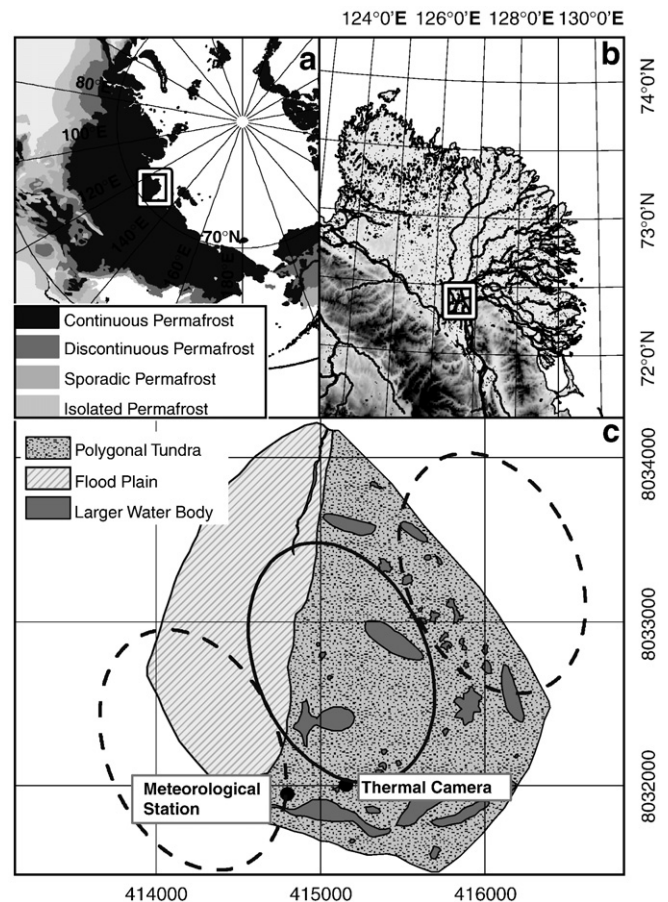 124°0'E 126°0'E 128°0'E 130°0'E
a
80°E
100°E
120°E
140°E
70°N
180°E
Continuous Permafrost
Discontinuous Permafrost
Sporadic Permafrost
Isolated Permafrost
b
74°0'N
73°0'N
72°0'N
c
Polygonal Tundra
Flood Plain
Larger Water Body
Meteorological
Station
Thermal Camera
8034000
8033000
8032000
414000 415000 416000